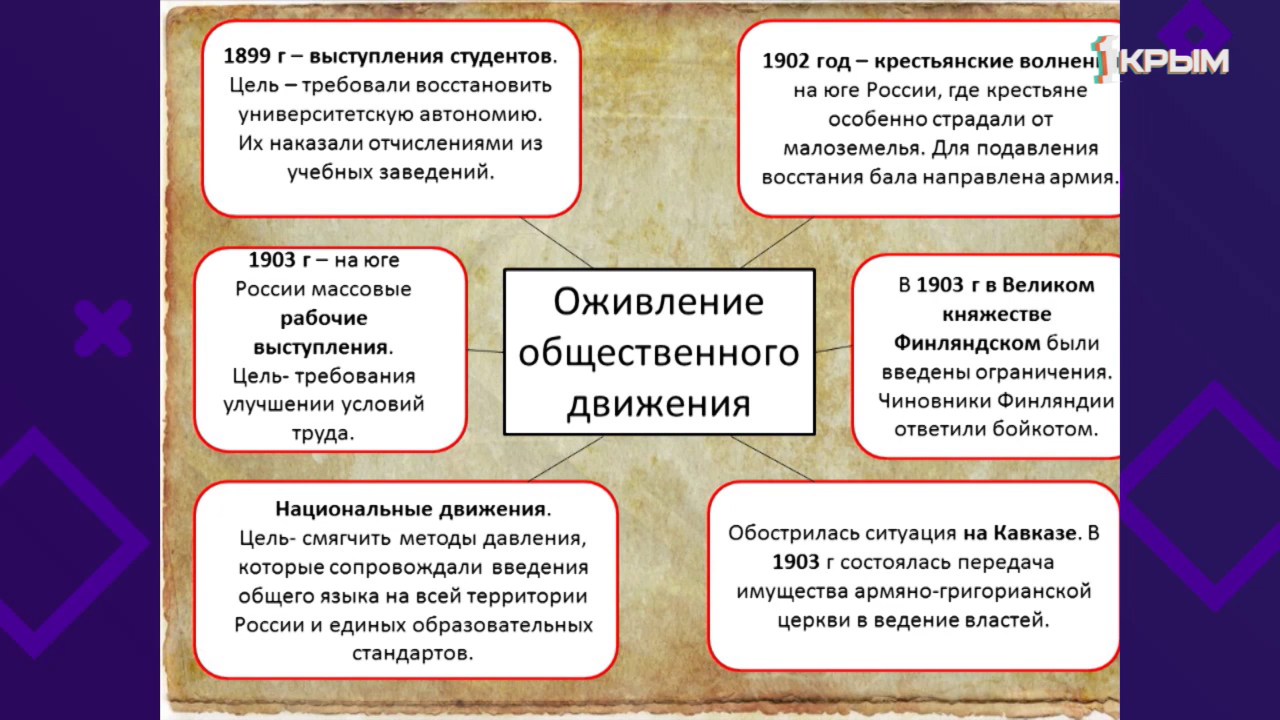 1899 г – выступления студентов.
Цель – требовали восстановить
университетскую автономию.
Их наказали отчислениями из
учебных заведений.
1902 год – крестьянские
на юге России, где крестьяне
особенно страдали от
малоземелья. Для подавления
восстания бала направлена армия.
КРЫМ
1903 г – на юге
России массовые
рабочие
выступления.
Цель- требования
улучшении условий
труда.
Оживление
общественного
движения
В 1903 г в Великом
княжестве
Финляндском были
введены ограничения.
Чиновники Финляндии
ответили бойкотом.
Национальные движения.
Цель- смягчить методы давления,
которые сопровождали введения
общего языка на всей территории
России и единых образовательных
стандартов.
Обострилась ситуация на Кавказе. В
1903 г состоялась передача
имущества армяно-григорианской
церкви в ведение властей.